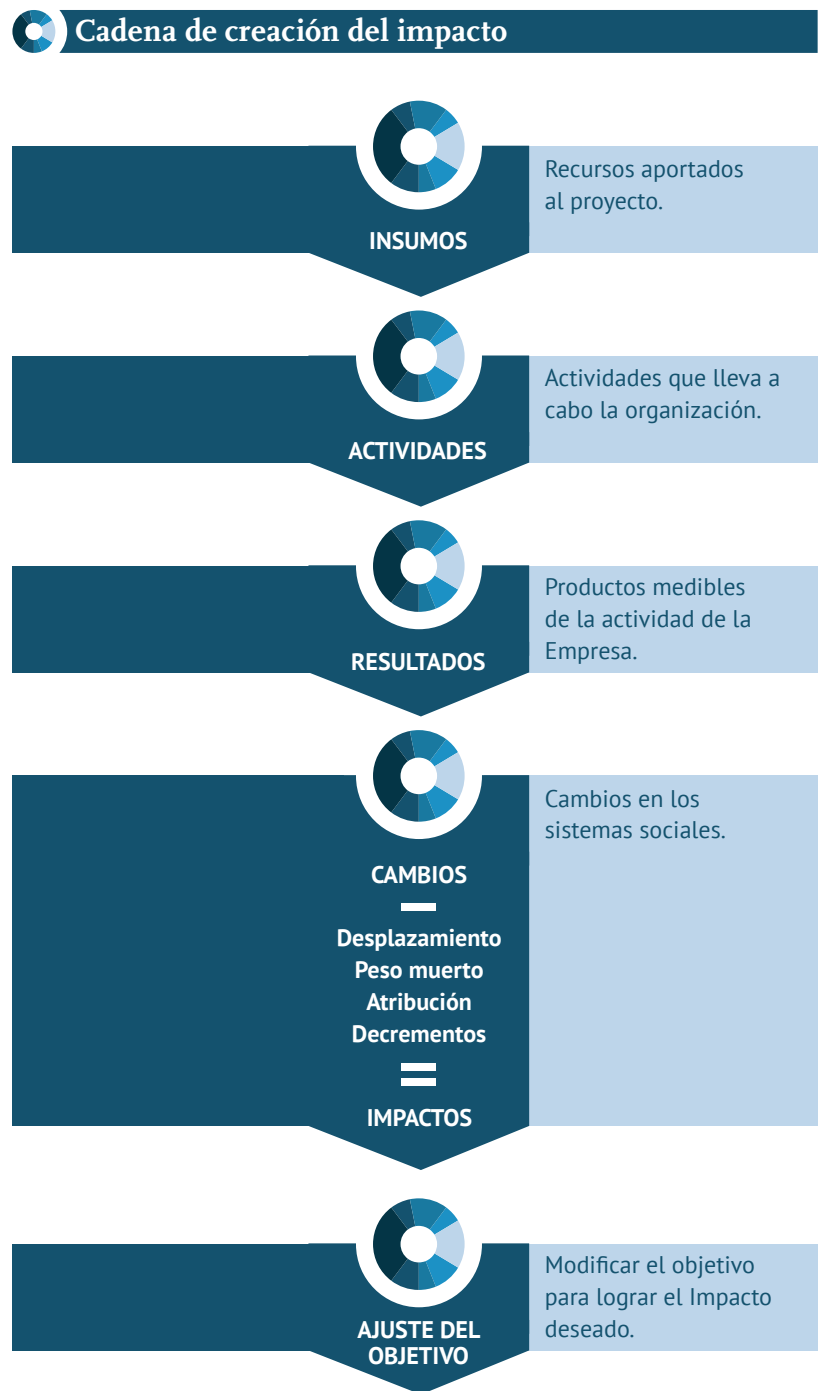 Cadena de creación del impacto
INSUMOS
Recursos aportados
al proyecto.
ACTIVIDADES
Actividades que lleva a
cabo la organización.
RESULTADOS
Productos medibles
de la actividad de la
Empresa.
CAMBIOS
–
Desplazamiento
Peso muerto
Atribución
Decrementos
=
IMPACTOS
Cambios en los
sistemas sociales.
AJUSTE DEL
OBJETIVO
Modificar el objetivo
para lograr el Impacto
deseado.